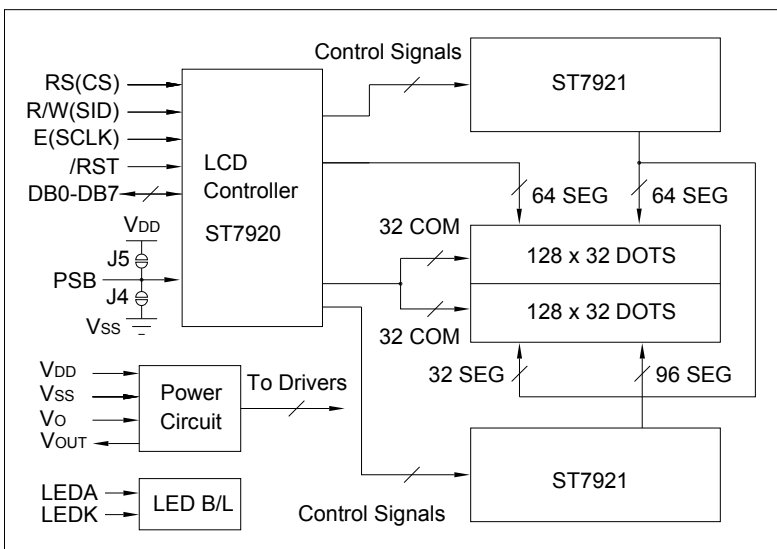 Control Signals
ST7921
RS(CS)
R/W(SID)
E(SCLK)
/RST
DB0-DB7
LCD
Controller
ST7920
64 SEG
64 SEG
VDD
J5
PSB
J4
VSS
32 COM
128 x 32 DOTS
128 x 32 DOTS
32 COM
32 SEG
96 SEG
VDD
VSS
VO
VOUT
Power
Circuit
To Drivers
LEDA
LEDK
LED B/L
Control Signals
ST7921